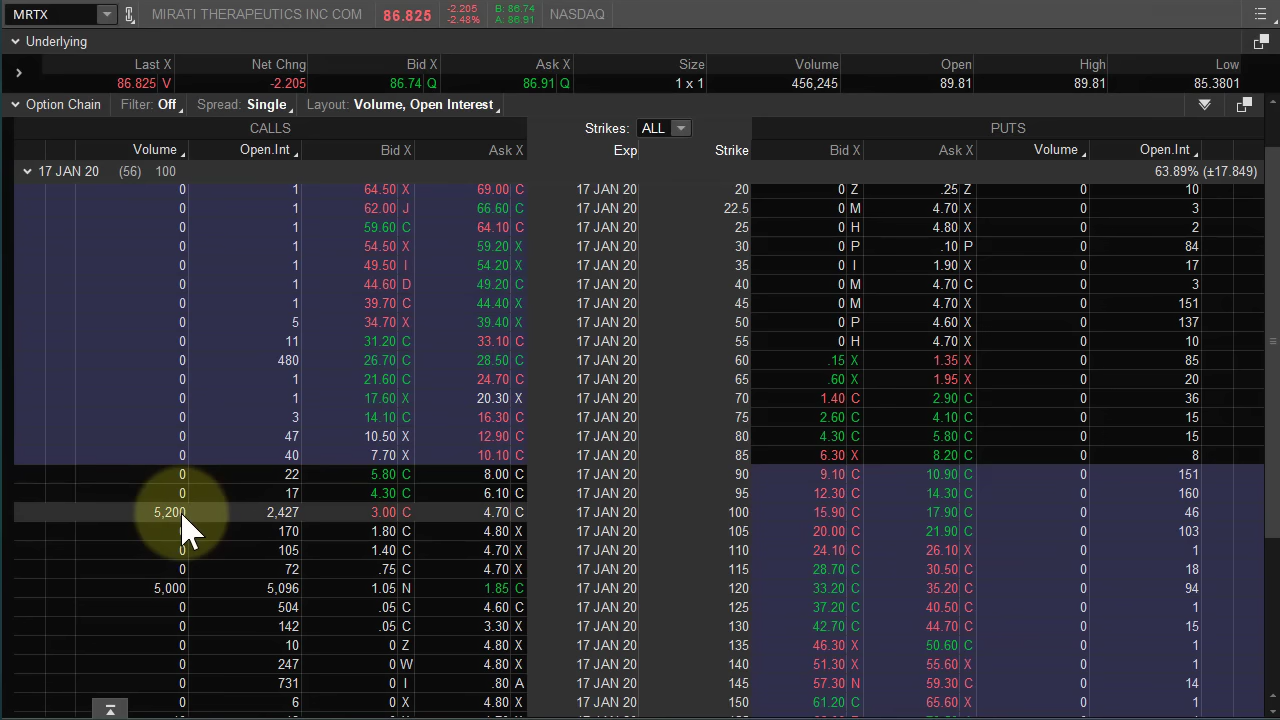 MRTX MIRATI THERAPEUTICS INC COM 86.825 -2.205 -2.48% B: 86.74 A: 86.91 NASDAQ
Underlying
Last X Net Chng Bid X Ask X Size Volume Open High Low
86.825 V -2.205 86.74 Q 86.91 Q 1 x 1 456,245 89.81 89.81 85.3801
Option Chain Filter: Off Spread: Single Layout: Volume, Open Interest
CALLS Strikes: ALL PUTS
Volume Open.Int Bid X Ask X Exp Strike Bid X Ask X Volume Open.Int
17 JAN 20 (56) 100 63.89% (±17.849)
0 1 64.50 X 69.00 C 17 JAN 20 20 0 Z .25 Z 0 10
0 1 62.00 J 66.60 C 17 JAN 20 22.5 0 M 4.70 X 0 3
0 1 59.60 C 64.10 C 17 JAN 20 25 0 H 4.80 X 0 2
0 1 54.50 X 59.20 X 17 JAN 20 30 0 P .10 P 0 84
0 1 49.50 I 54.20 X 17 JAN 20 35 0 I 1.90 X 0 17
0 1 44.60 D 49.20 C 17 JAN 20 40 0 M 4.70 C 0 3
0 1 39.70 C 44.40 X 17 JAN 20 45 0 M 4.70 X 0 151
0 5 34.70 X 39.40 X 17 JAN 20 50 0 P 4.60 X 0 137
0 11 31.20 C 33.10 C 17 JAN 20 55 0 H 4.70 X 0 10
0 480 26.70 C 28.50 C 17 JAN 20 60 .15 X 1.35 X 0 85
0 1 21.60 C 24.70 C 17 JAN 20 65 .60 X 1.95 X 0 20
0 1 17.60 X 20.30 X 17 JAN 20 70 1.40 C 2.90 C 0 36
0 3 14.10 C 16.30 C 17 JAN 20 75 2.60 C 4.10 C 0 15
0 47 10.50 X 12.90 C 17 JAN 20 80 4.30 C 5.80 C 0 15
0 40 7.70 X 10.10 C 17 JAN 20 85 6.30 X 8.20 C 0 8
0 22 5.80 C 8.00 C 17 JAN 20 90 9.10 C 10.90 C 0 151
0 17 4.30 C 6.10 C 17 JAN 20 95 12.30 C 14.30 C 0 160
5,200 2,427 3.00 C 4.70 C 17 JAN 20 100 15.90 C 17.90 C 0 46
170 1.80 C 4.80 X 17 JAN 20 105 20.00 C 21.90 C 0 103
0 105 1.40 C 4.70 X 17 JAN 20 110 24.10 C 26.10 X 0 1
0 72 .75 C 4.70 X 17 JAN 20 115 28.70 C 30.50 C 0 18
5,000 5,096 1.05 N 1.85 C 17 JAN 20 120 33.20 C 35.20 C 0 94
0 504 .05 C 4.60 C 17 JAN 20 125 37.20 C 40.50 C 0 1
0 142 .05 C 3.30 X 17 JAN 20 130 42.70 C 44.70 C 0 15
0 10 0 Z 4.80 X 17 JAN 20 135 46.30 X 50.60 C 0 1
0 247 0 W 4.80 X 17 JAN 20 140 51.30 X 55.60 X 0 1
0 731 0 I .80 A 17 JAN 20 145 57.30 N 59.30 C 0 14
0 6 0 X 4.80 X 17 JAN 20 150 61.20 C 65.60 X 0 1